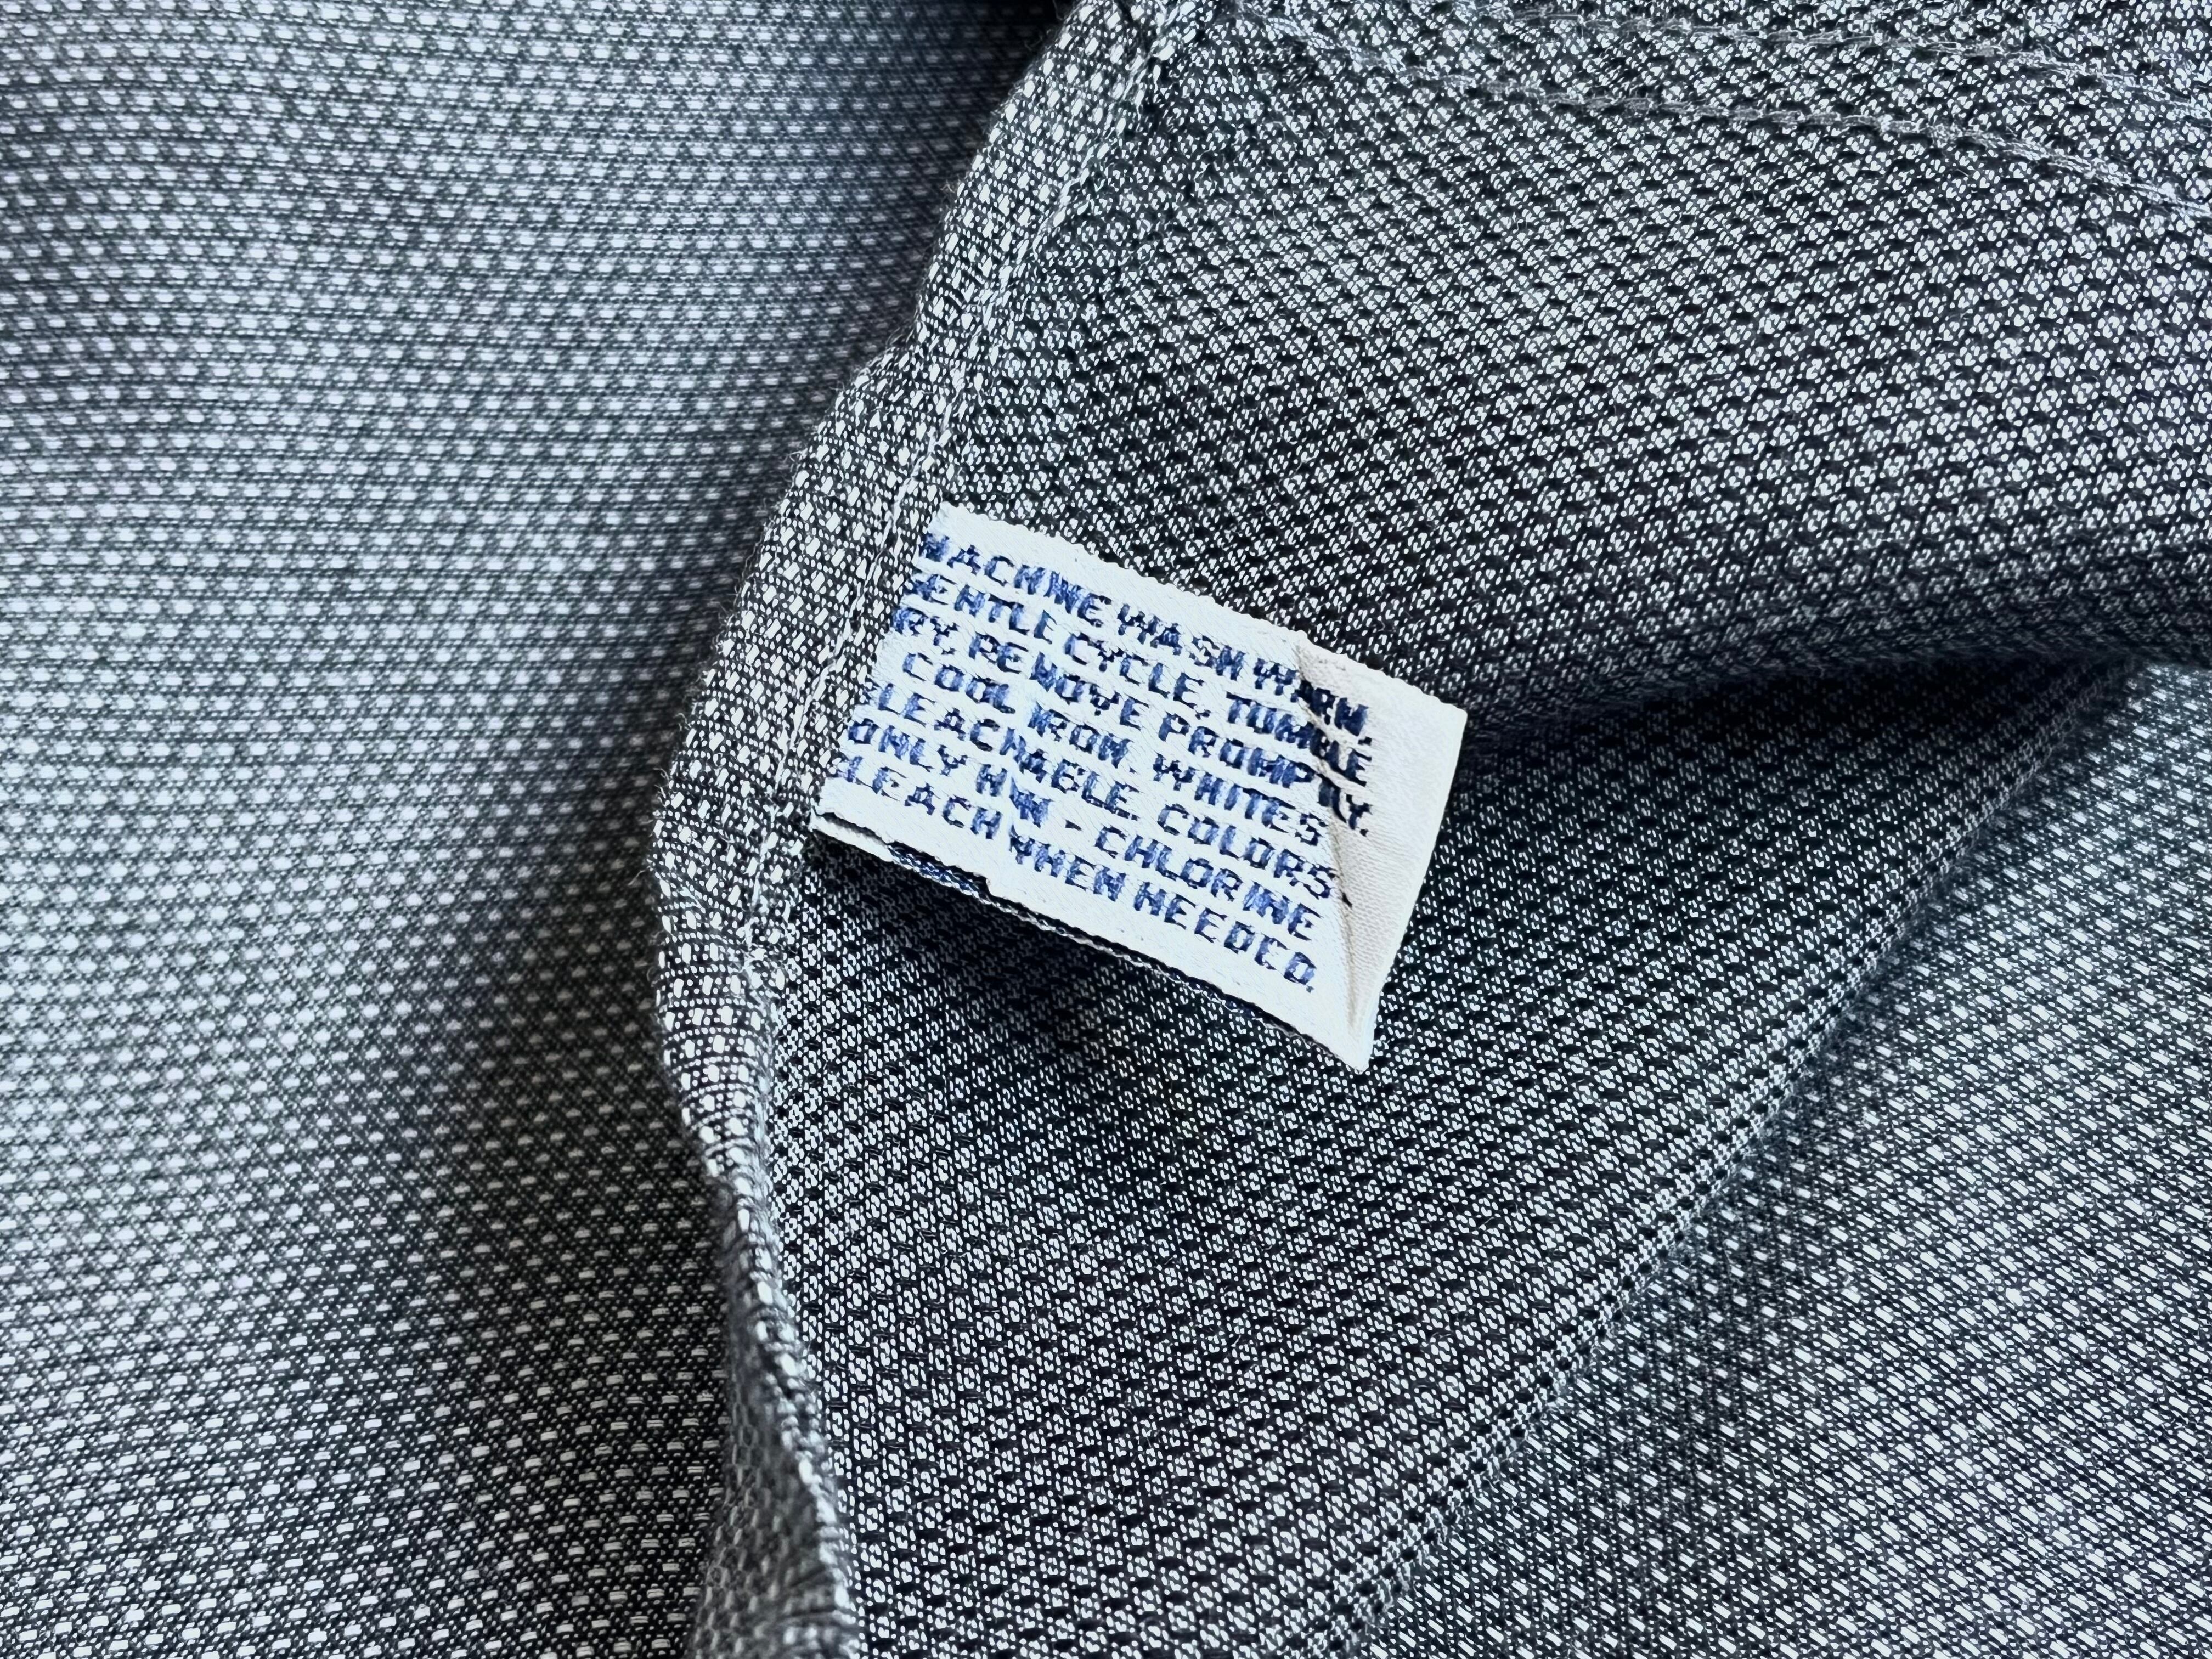 MACHINE WASH WARM,
GENTLE CYCLE, TUMBLE
RY, REMOVE PROMPTLY.
COOL IRON. WHITES
BLEACHABLE. COLORS
ONLY NON - CHLORINE
BLEACH WHEN NEEDED.